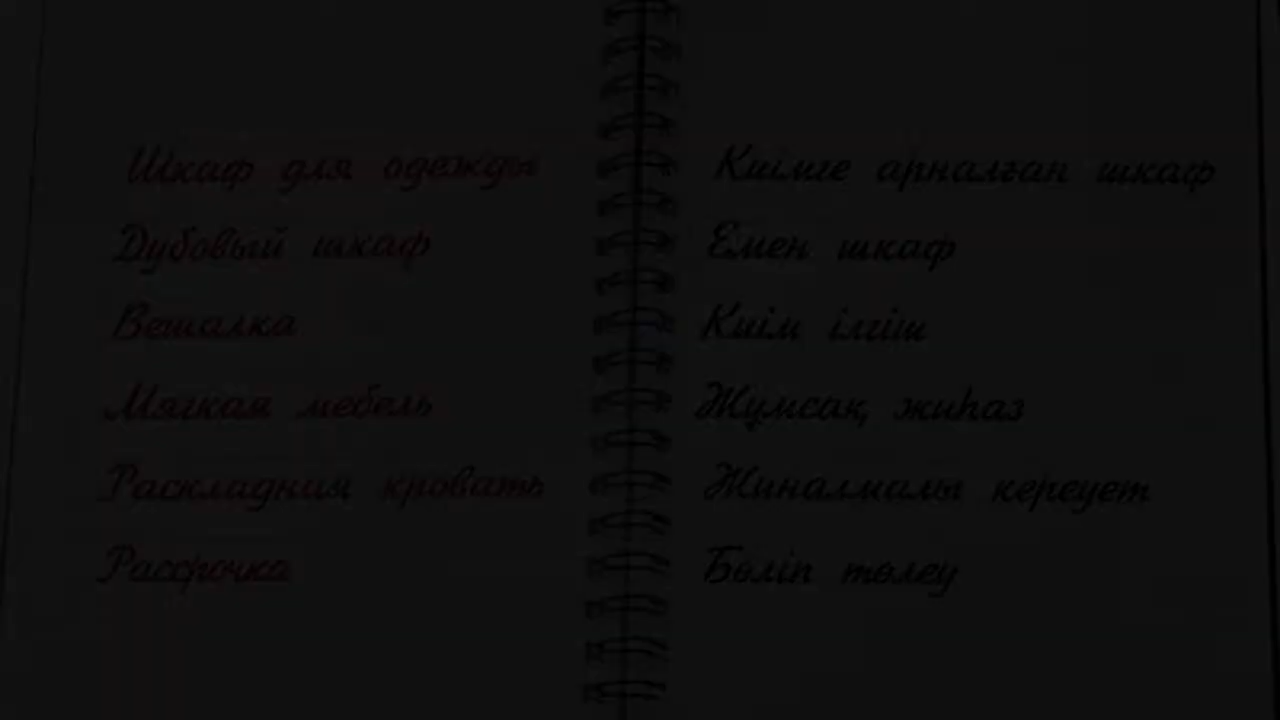 Шкаф для одежды
Дубовый шкаф
Вешалка
Мягкая мебель
Раскладная кровать
Рассрочка
Киімге арналған шкаф
Емен шкаф
Киім ілгіш
Жұмсақ жиһаз
Жиналмалы кереует
Бөліп төлеу